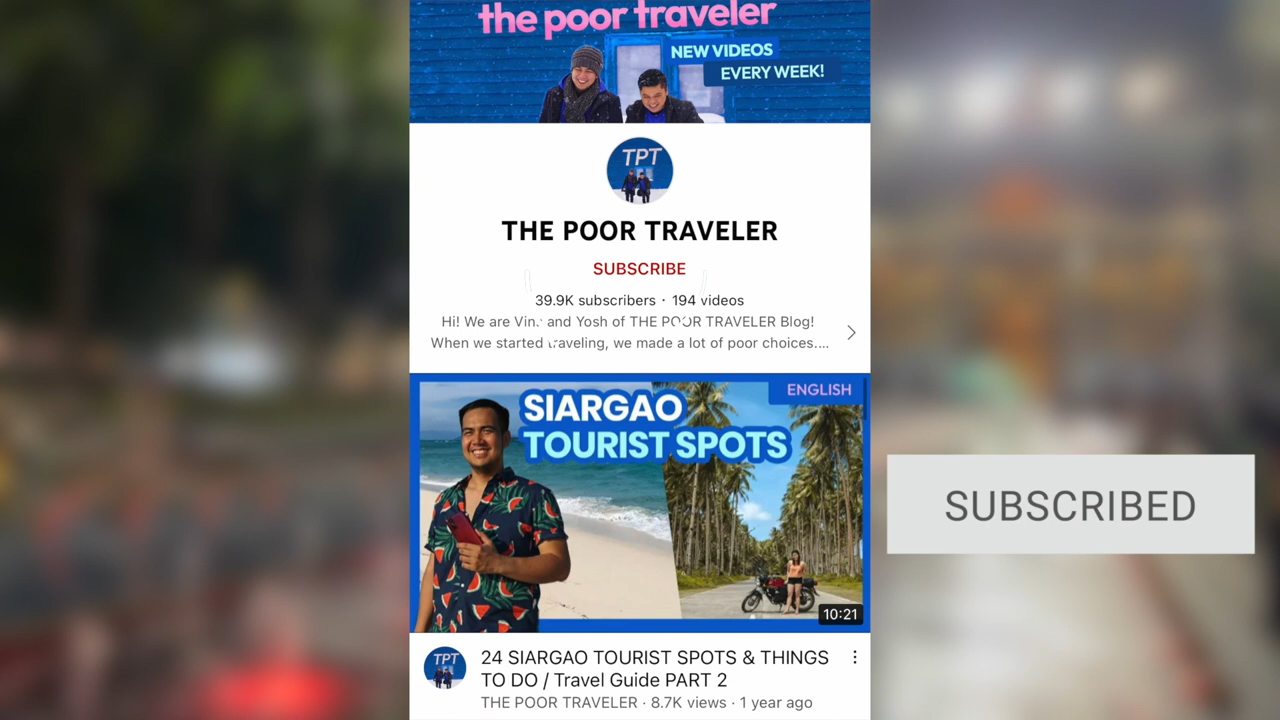 the poor traveler
NEW VIDEOS
EVERY WEEK!
TPT
THE POOR TRAVELER
SUBSCRIBE
39.9K subscribers · 194 videos
Hi! We are Vin. and Yosh of THE POOR TRAVELER Blog!
When we started traveling, we made a lot of poor choices....
ENGLISH
SIARGAO
TOURIST SPOTS
10:21
SUBSCRIBED
TPT
24 SIARGAO TOURIST SPOTS & THINGS
TO DO / Travel Guide PART 2
THE POOR TRAVELER · 8.7K views · 1 year ago